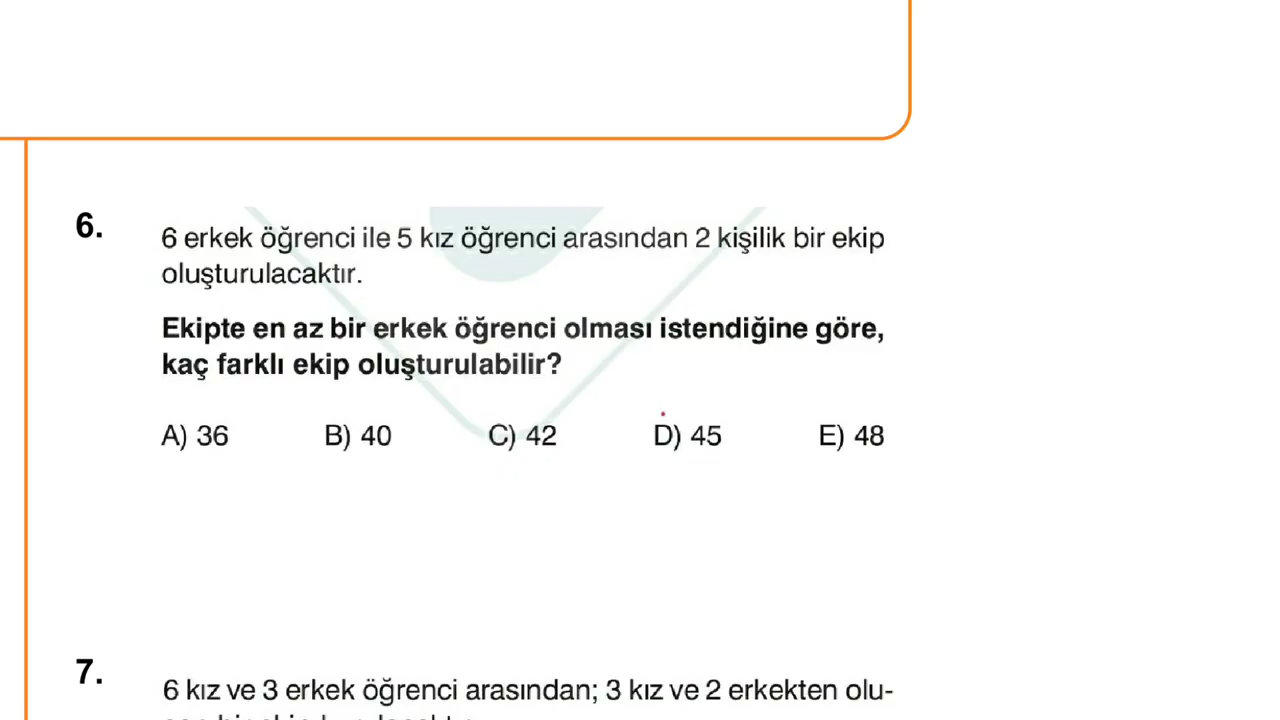 6.
6 erkek öğrenci ile 5 kız öğrenci arasından 2 kişilik bir ekip
oluşturulacaktır.
Ekipte en az bir erkek öğrenci olması istendiğine göre,
kaç farklı ekip oluşturulabilir?
A) 36 B) 40 C) 42 D) 45 E) 48
7.
6 kız ve 3 erkek öğrenci arasından; 3 kız ve 2 erkekten olu-